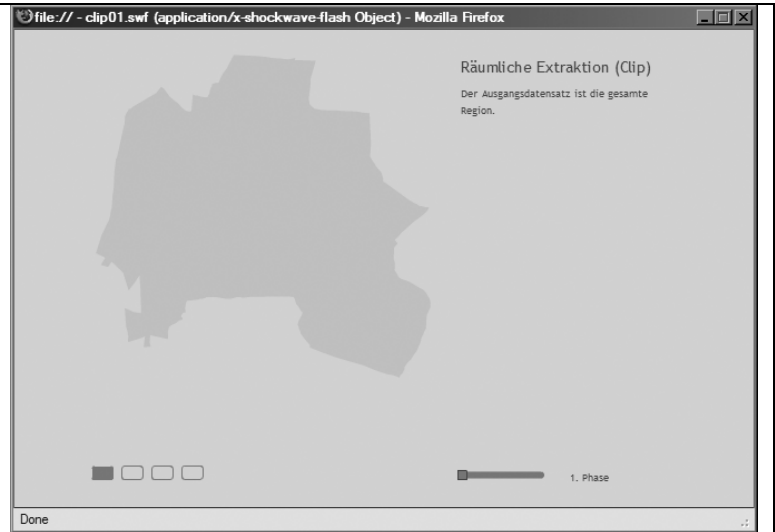 file:// - clip01.swf (application/x-shockwave-flash Object) - Mozilla Firefox
Räumliche Extraktion (Clip)
Der Ausgangsdatensatz ist die gesamte
Region.
1. Phase
Done